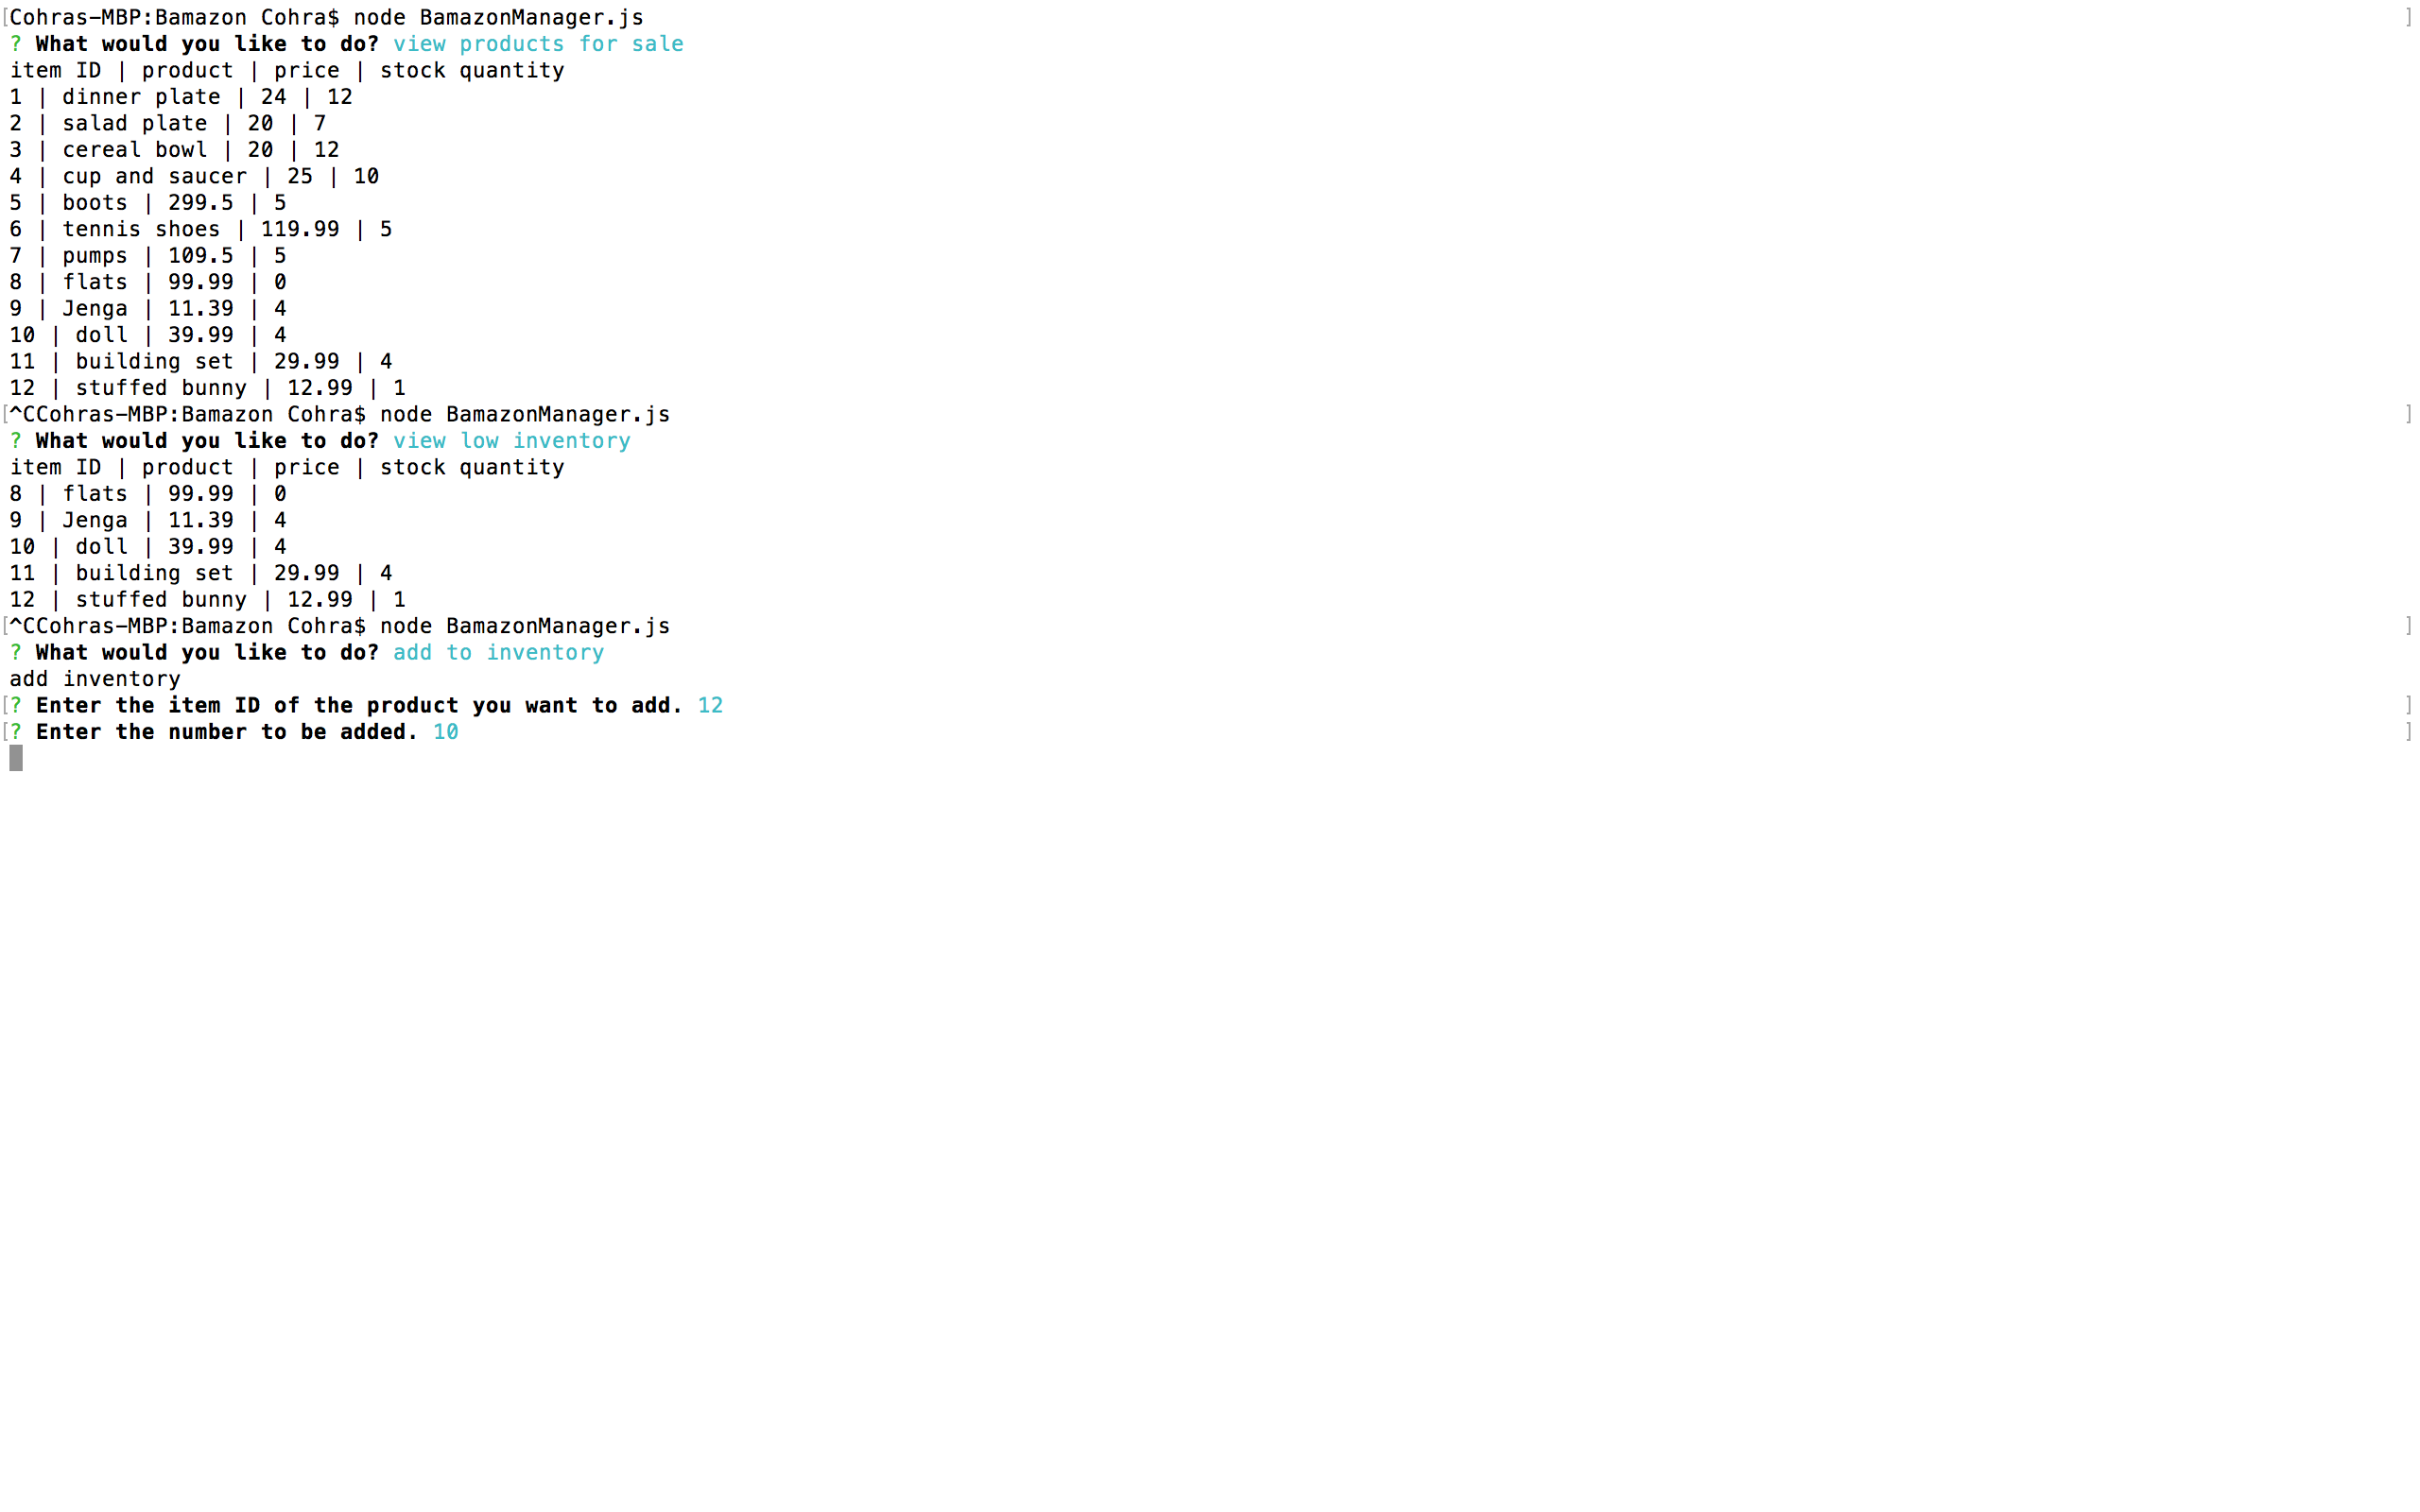 [Cohras-MBP:Bamazon Cohra$ node BamazonManager.js ]
? What would you like to do? view products for sale
item ID | product | price | stock quantity
1 | dinner plate | 24 | 12
2 | salad plate | 20 | 7
3 | cereal bowl | 20 | 12
4 | cup and saucer | 25 | 10
5 | boots | 299.5 | 5
6 | tennis shoes | 119.99 | 5
7 | pumps | 109.5 | 5
8 | flats | 99.99 | 0
9 | Jenga | 11.39 | 4
10 | doll | 39.99 | 4
11 | building set | 29.99 | 4
12 | stuffed bunny | 12.99 | 1
[^CCohras-MBP:Bamazon Cohra$ node BamazonManager.js ]
? What would you like to do? view low inventory
item ID | product | price | stock quantity
8 | flats | 99.99 | 0
9 | Jenga | 11.39 | 4
10 | doll | 39.99 | 4
11 | building set | 29.99 | 4
12 | stuffed bunny | 12.99 | 1
[^CCohras-MBP:Bamazon Cohra$ node BamazonManager.js ]
? What would you like to do? add to inventory
add inventory
[? Enter the item ID of the product you want to add. 12 ]
[? Enter the number to be added. 10 ]